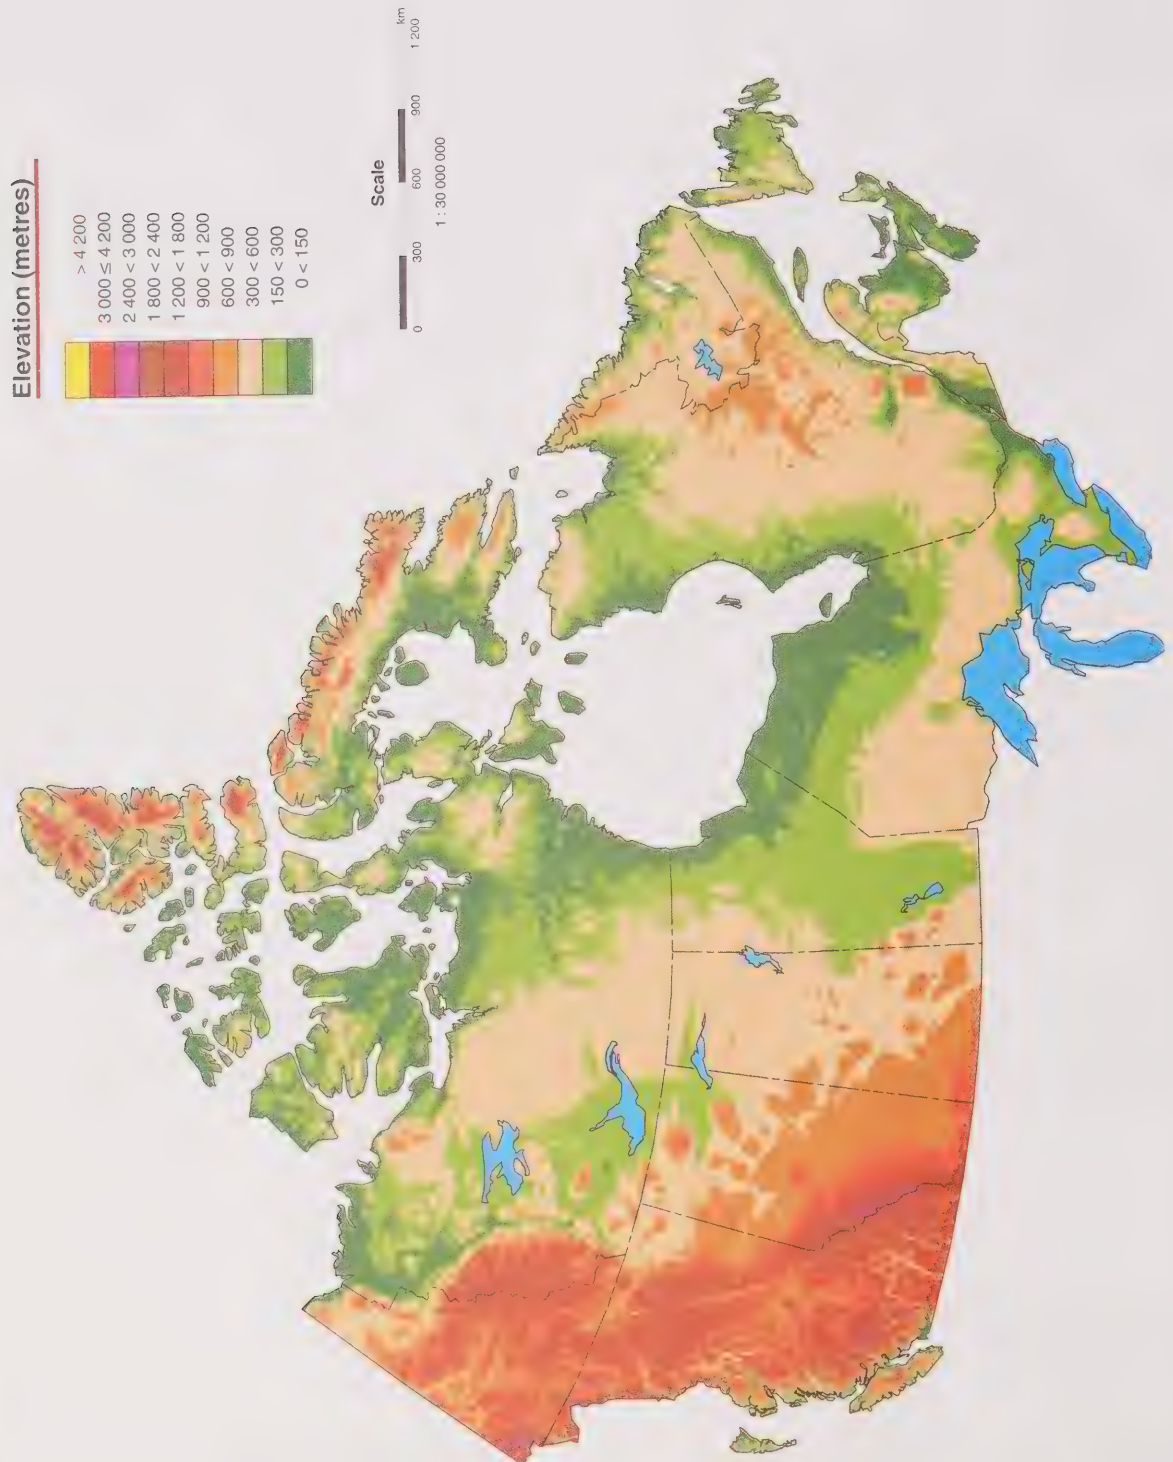 Elevation (metres)
> 4 200
3 000 ≤ 4 200
2 400 < 3 000
1 800 < 2 400
1 200 < 1 800
900 < 1 200
600 < 900
300 < 600
150 < 300
0 < 150
Scale
km
0 300 600 900 1 200
1 : 30 000 000